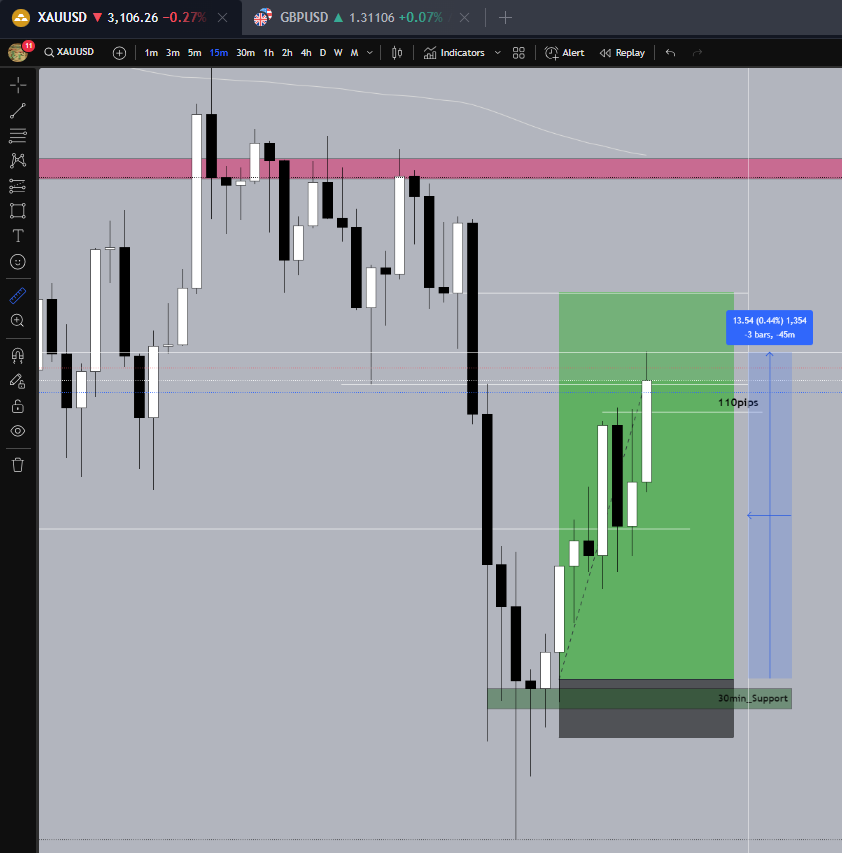 XAUUSD ▼ 3,106.26 −0.27% GBPUSD ▲ 1.31106 +0.07%
11 XAUUSD 1m 3m 5m 15m 30m 1h 2h 4h D W M Indicators Alert Replay
13.54 (0.44%) 1,354
-3 bars, -45m
110pips
30min_Support